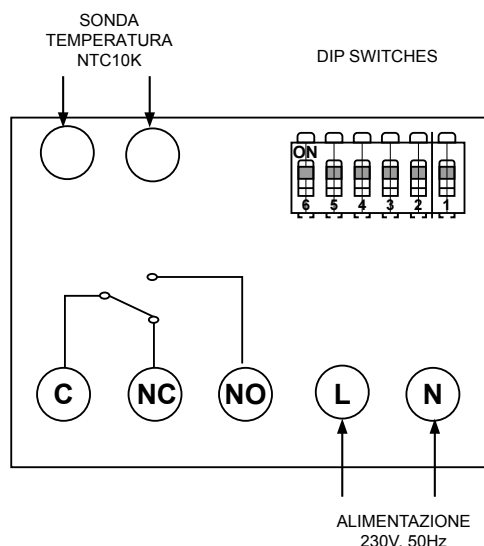 SONDA
TEMPERATURA
NTC10K
DIP SWITCHES
ON
6 5 4 3 2 1
C NC NO L N
ALIMENTAZIONE
230V, 50Hz